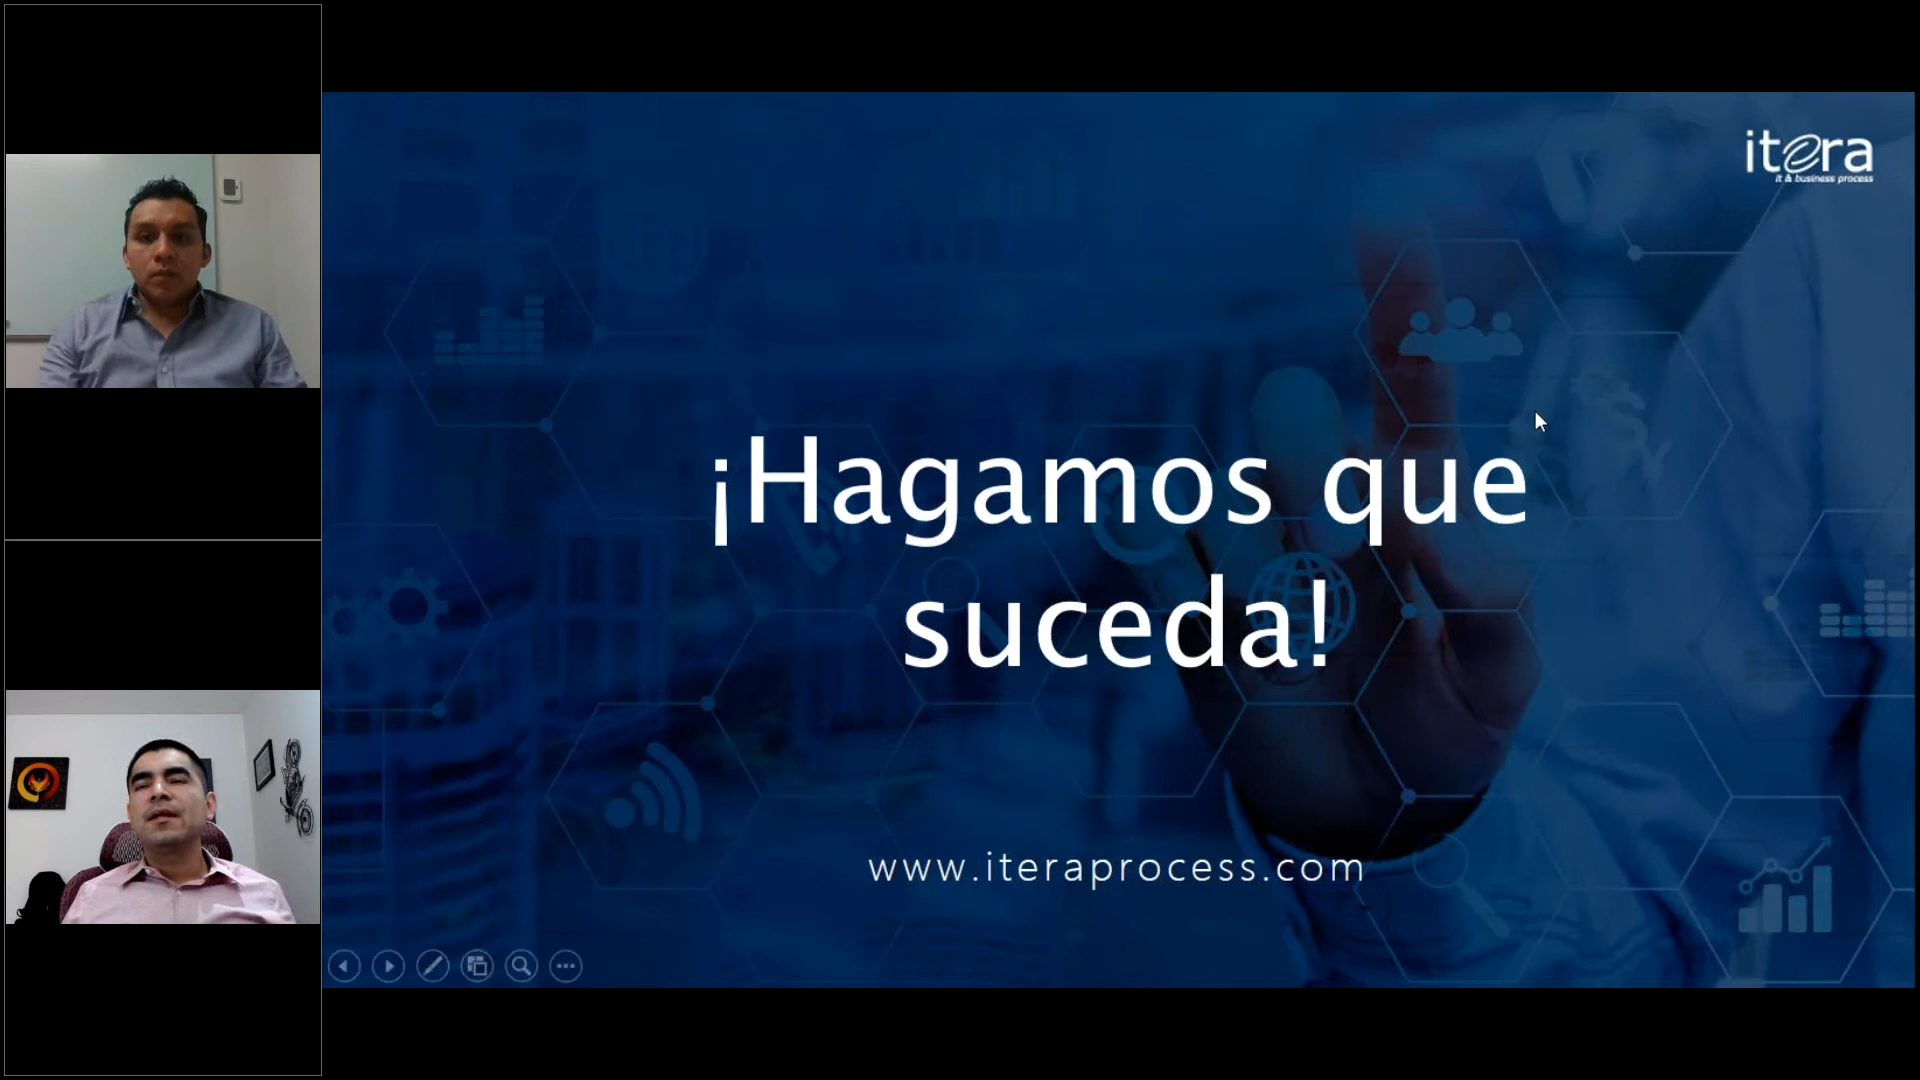 itera
it & business process
¡Hagamos que
suceda!
www.iteraprocess.com